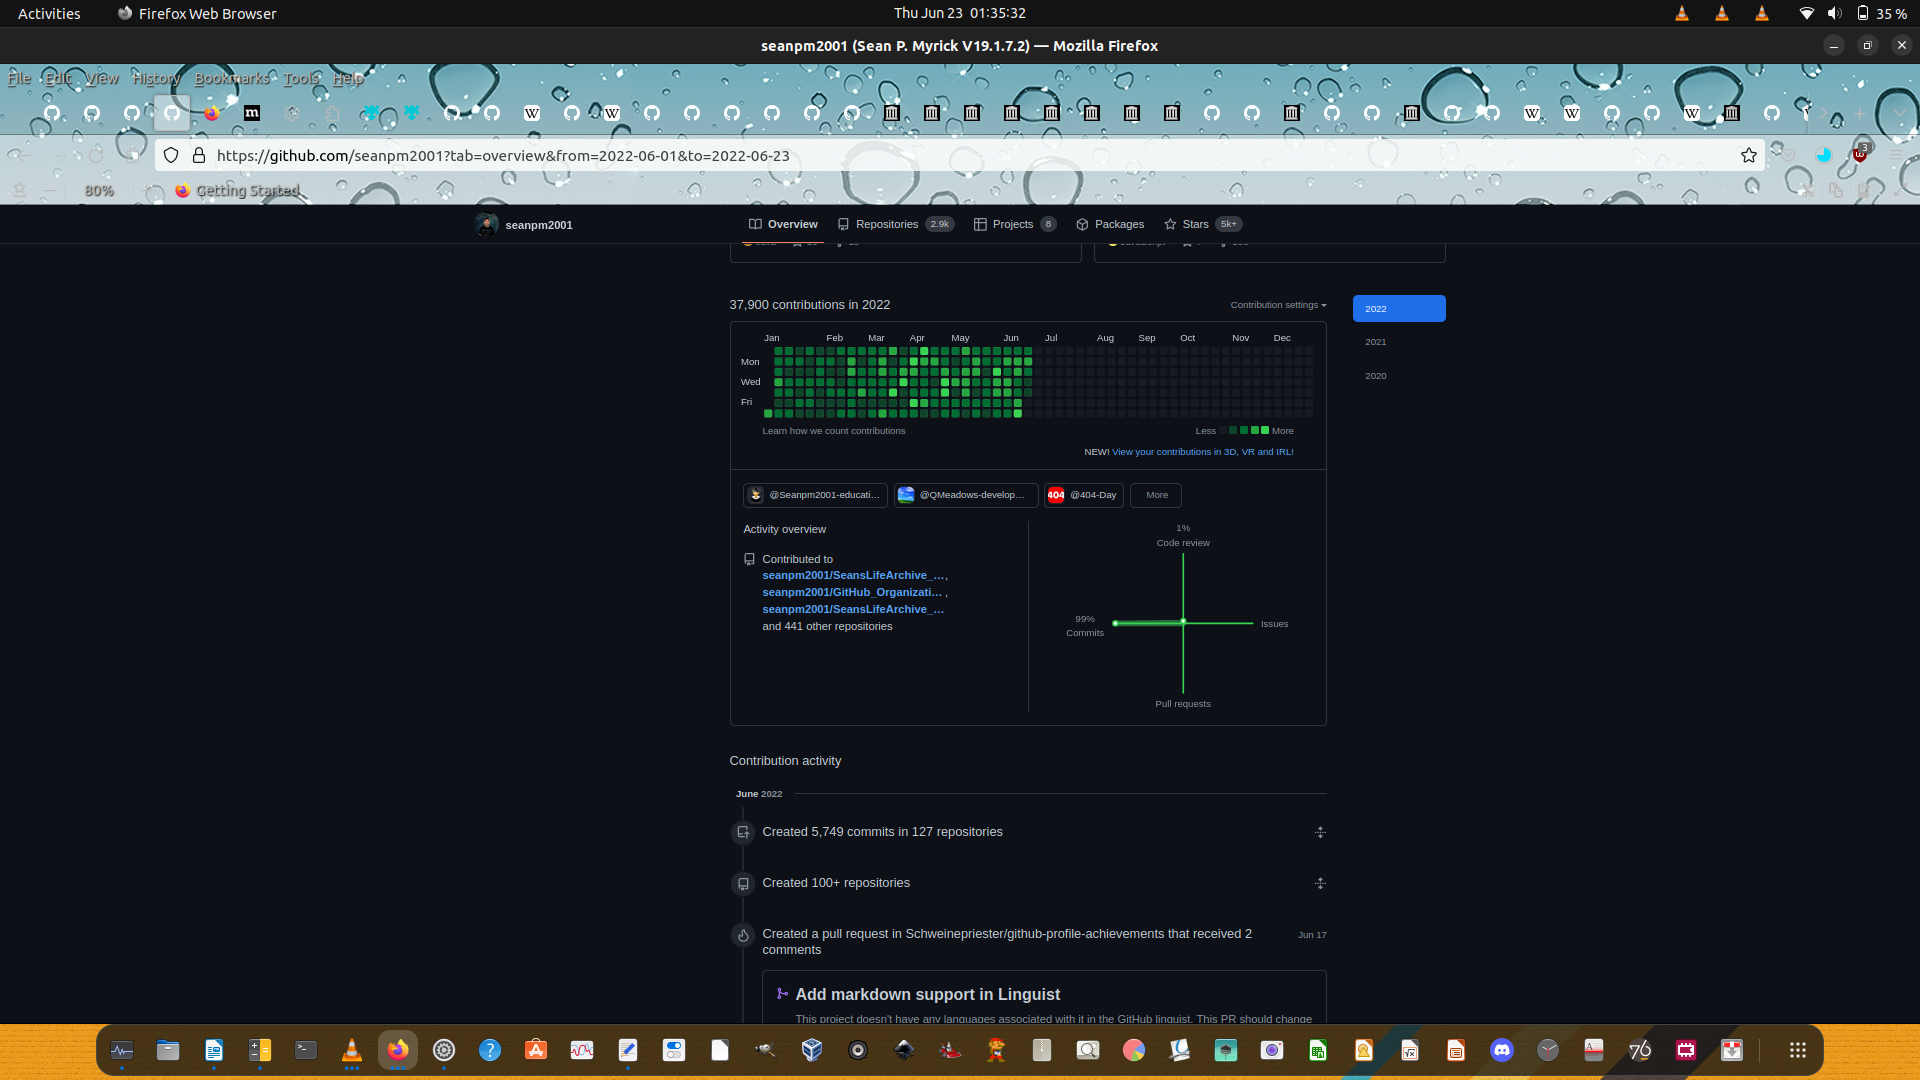 Activities
Firefox Web Browser
Thu Jun 23 01:35:32
35 %
seanpm2001 (Sean P. Myrick V19.1.7.2) — Mozilla Firefox
File Edit View History Bookmarks Tools Help
https://github.com/seanpm2001?tab=overview&from=2022-06-01&to=2022-06-23
3
80%
Getting Started
seanpm2001
Overview
Repositories 2.9k
Projects 8
Packages
Stars 5k+
37,900 contributions in 2022
Contribution settings
2022
2021
2020
Jan Feb Mar Apr May Jun Jul Aug Sep Oct Nov Dec
Mon
Wed
Fri
Learn how we count contributions
Less More
NEW! View your contributions in 3D, VR and IRL!
@Seanpm2001-educati…
@QMeadows-develop…
404 @404-Day
More
Activity overview
Contributed to
seanpm2001/SeansLifeArchive_…,
seanpm2001/GitHub_Organizati… ,
seanpm2001/SeansLifeArchive_…
and 441 other repositories
1%
Code review
99%
Commits
Issues
Pull requests
Contribution activity
June 2022
Created 5,749 commits in 127 repositories
Created 100+ repositories
Created a pull request in Schweinepriester/github-profile-achievements that received 2
comments
Jun 17
Add markdown support in Linguist
This project doesn't have any languages associated with it in the GitHub linguist. This PR should change